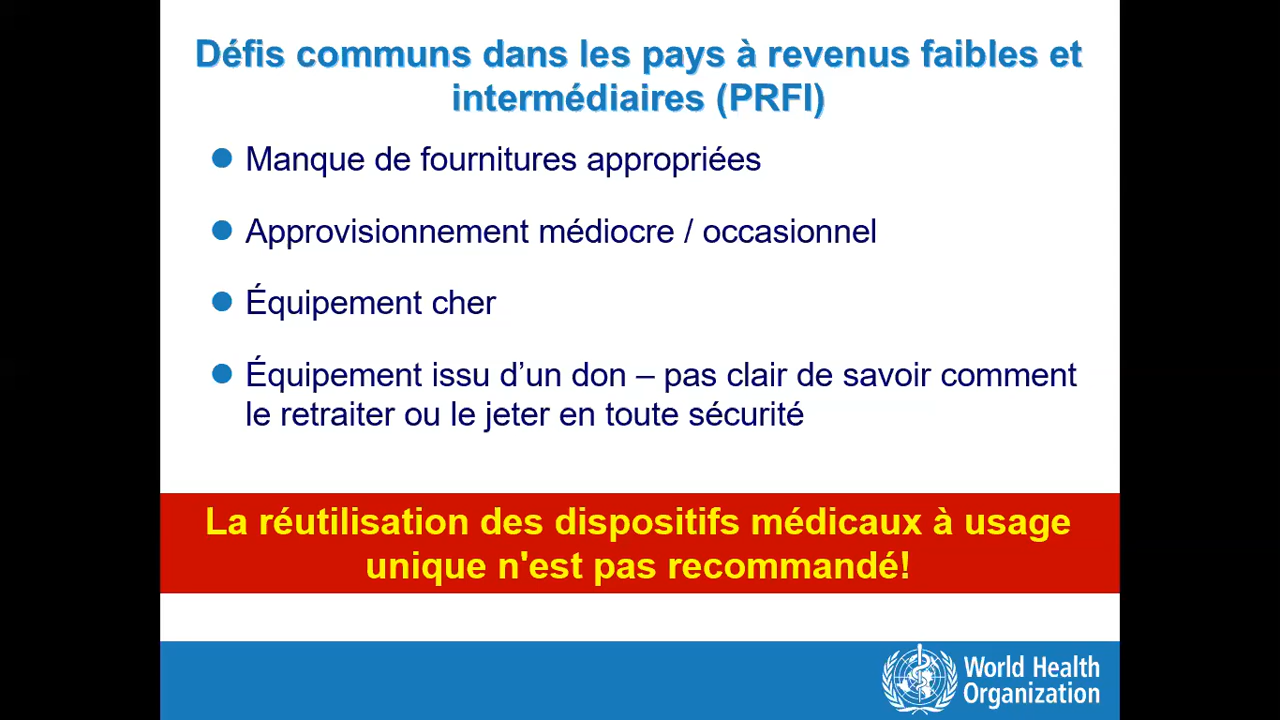 Défis communs dans les pays à revenus faibles et
intermédiaires (PRFI)
Manque de fournitures appropriées
Approvisionnement médiocre / occasionnel
Équipement cher
Équipement issu d’un don – pas clair de savoir comment
le retraiter ou le jeter en toute sécurité
La réutilisation des dispositifs médicaux à usage
unique n'est pas recommandé!
World Health
Organization